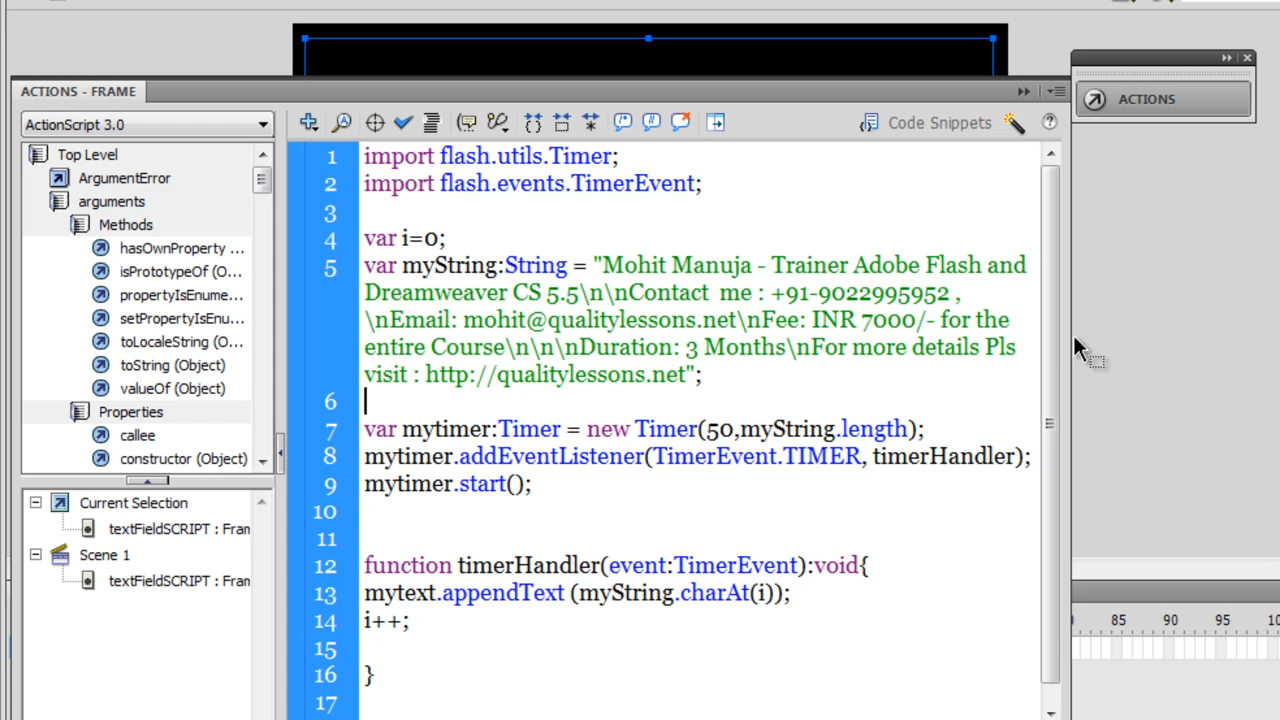 ACTIONS - FRAME
ActionScript 3.0
Top Level
ArgumentError
arguments
Methods
hasOwnProperty ...
isPrototypeOf (O...
propertyIsEnume...
setPropertyIsEnu...
toLocaleString (O...
toString (Object)
valueOf (Object)
Properties
callee
constructor (Object)
Current Selection
textFieldSCRIPT : Fran
Scene 1
textFieldSCRIPT : Fran
Code Snippets
1 import flash.utils.Timer;
2 import flash.events.TimerEvent;
3
4 var i=0;
5 var myString:String = "Mohit Manuja - Trainer Adobe Flash and
Dreamweaver CS 5.5\n\nContact  me : +91-9022995952 ,
\nEmail: mohit@qualitylessons.net\nFee: INR 7000/- for the
entire Course\n\n\nDuration: 3 Months\nFor more details Pls
visit : http://qualitylessons.net";
6
7 var mytimer:Timer = new Timer(50,myString.length);
8 mytimer.addEventListener(TimerEvent.TIMER, timerHandler);
9 mytimer.start();
10
11
12 function timerHandler(event:TimerEvent):void{
13 mytext.appendText (myString.charAt(i));
14 i++;
15
16 }
17
ACTIONS
85 90 95 10